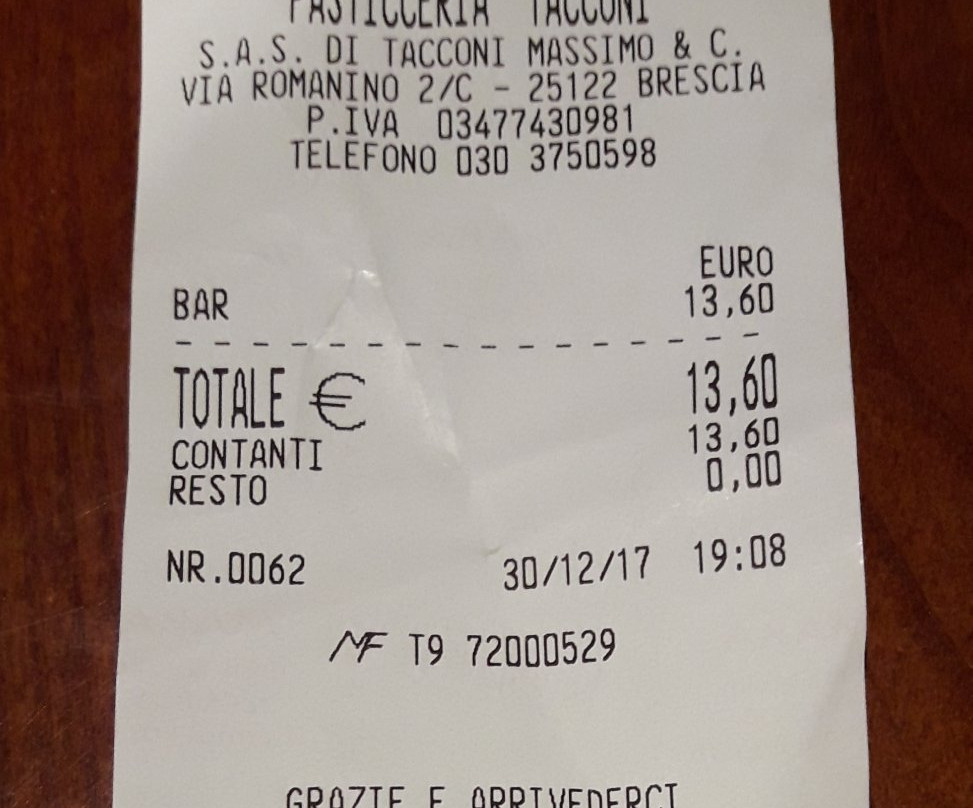 PASTICCERIA TACCONI
S.A.S. DI TACCONI MASSIMO & C.
VIA ROMANINO 2/C - 25122 BRESCIA
P.IVA 03477430981
TELEFONO 030 3750598
EURO
BAR 13,60
- - - - - - - - - - - - - - - -
TOTALE € 13,60
CONTANTI 13,60
RESTO 0,00
NR.0062 30/12/17 19:08
MF T9 72000529
GRAZIE E ARRIVEDERCI